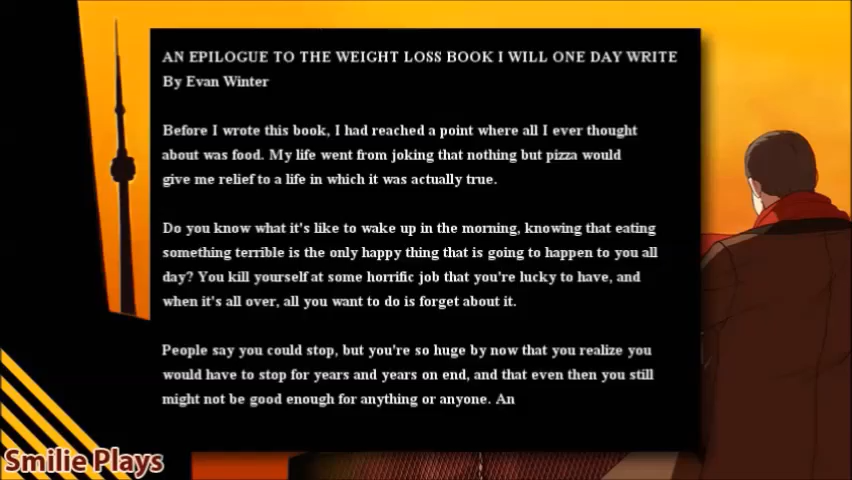 AN EPILOGUE TO THE WEIGHT LOSS BOOK I WILL ONE DAY WRITE
By Evan Winter
Before I wrote this book, I had reached a point where all I ever thought
about was food. My life went from joking that nothing but pizza would
give me relief to a life in which it was actually true.
Do you know what it's like to wake up in the morning, knowing that eating
something terrible is the only happy thing that is going to happen to you all
day? You kill yourself at some horrific job that you're lucky to have, and
when it's all over, all you want to do is forget about it.
People say you could stop, but you're so huge by now that you realize you
would have to stop for years and years on end, and that even then you still
might not be good enough for anything or anyone. An
Smilie Plays